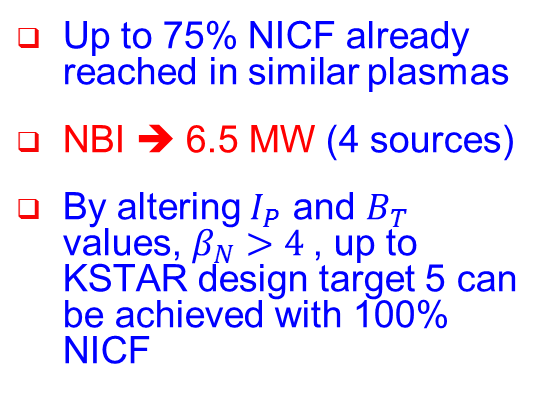 ❑ Up to 75% NICF already
reached in similar plasmas
❑ NBI ➔ 6.5 MW (4 sources)
❑ By altering I_P and B_T
values, β_N > 4 , up to
KSTAR design target 5 can
be achieved with 100%
NICF